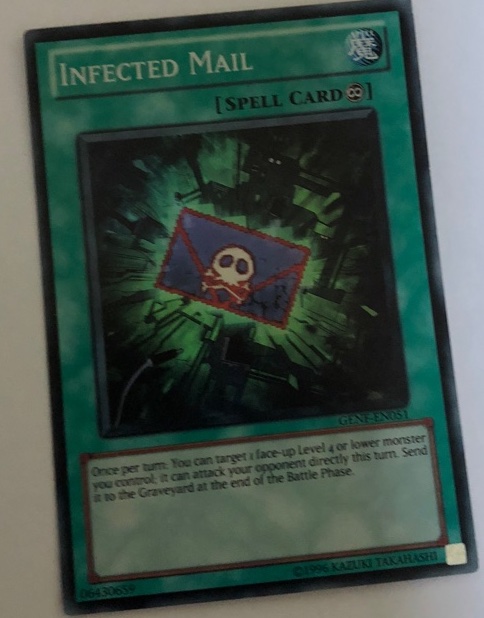 INFECTED MAIL
魔
[SPELL CARD∞]
GENF-EN051
Once per turn: You can target 1 face-up Level 4 or lower monster
you control; it can attack your opponent directly this turn. Send
it to the Graveyard at the end of the Battle Phase.
06430659
©1996 KAZUKI TAKAHASHI